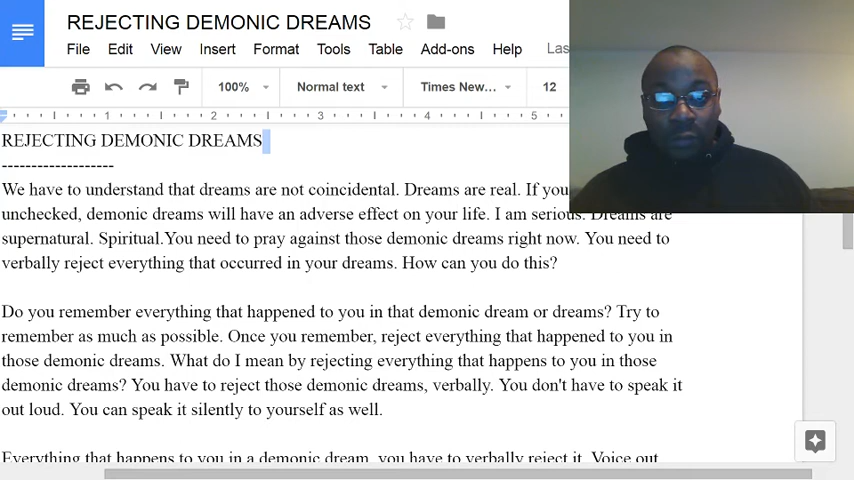 REJECTING DEMONIC DREAMS
File Edit View Insert Format Tools Table Add-ons Help Las
100% Normal text Times New... 12
1 2 3 4
REJECTING DEMONIC DREAMS
-------------------
We have to understand that dreams are not coincidental. Dreams are real. If you
unchecked, demonic dreams will have an adverse effect on your life. I am serious. Dreams are
supernatural. Spiritual.You need to pray against those demonic dreams right now. You need to
verbally reject everything that occurred in your dreams. How can you do this?
Do you remember everything that happened to you in that demonic dream or dreams? Try to
remember as much as possible. Once you remember, reject everything that happened to you in
those demonic dreams. What do I mean by rejecting everything that happens to you in those
demonic dreams? You have to reject those demonic dreams, verbally. You don't have to speak it
out loud. You can speak it silently to yourself as well.
Everything that happens to you in a demonic dream, you have to verbally reject it. Voice out